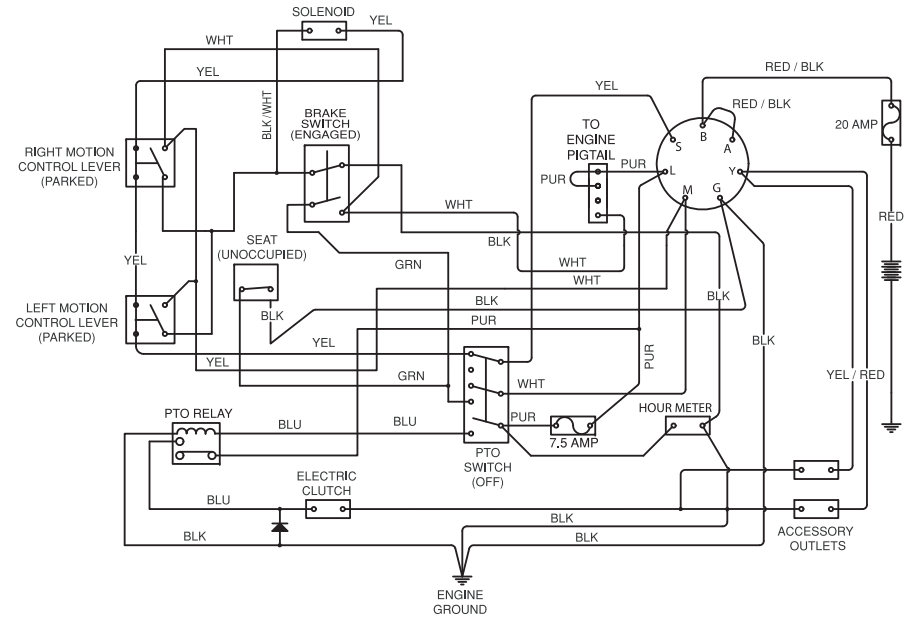 SOLENOID
YEL
WHT
YEL
RED / BLK
YEL
RED / BLK
BLK/WHT
BRAKE
SWITCH
(ENGAGED)
TO
ENGINE
PIGTAIL
20 AMP
B
S
A
RIGHT MOTION
CONTROL LEVER
(PARKED)
PUR
PUR
L
Y
M
G
WHT
RED
BLK
SEAT
(UNOCCUPIED)
YEL
GRN
WHT
WHT
BLK
BLK
BLK
LEFT MOTION
CONTROL LEVER
(PARKED)
PUR
BLK
YEL
YEL
PUR
GRN
WHT
YEL / RED
PTO RELAY
BLU
BLU
PUR
HOUR METER
7.5 AMP
PTO
SWITCH
(OFF)
ELECTRIC
CLUTCH
BLU
BLK
BLK
BLK
ACCESSORY
OUTLETS
ENGINE
GROUND